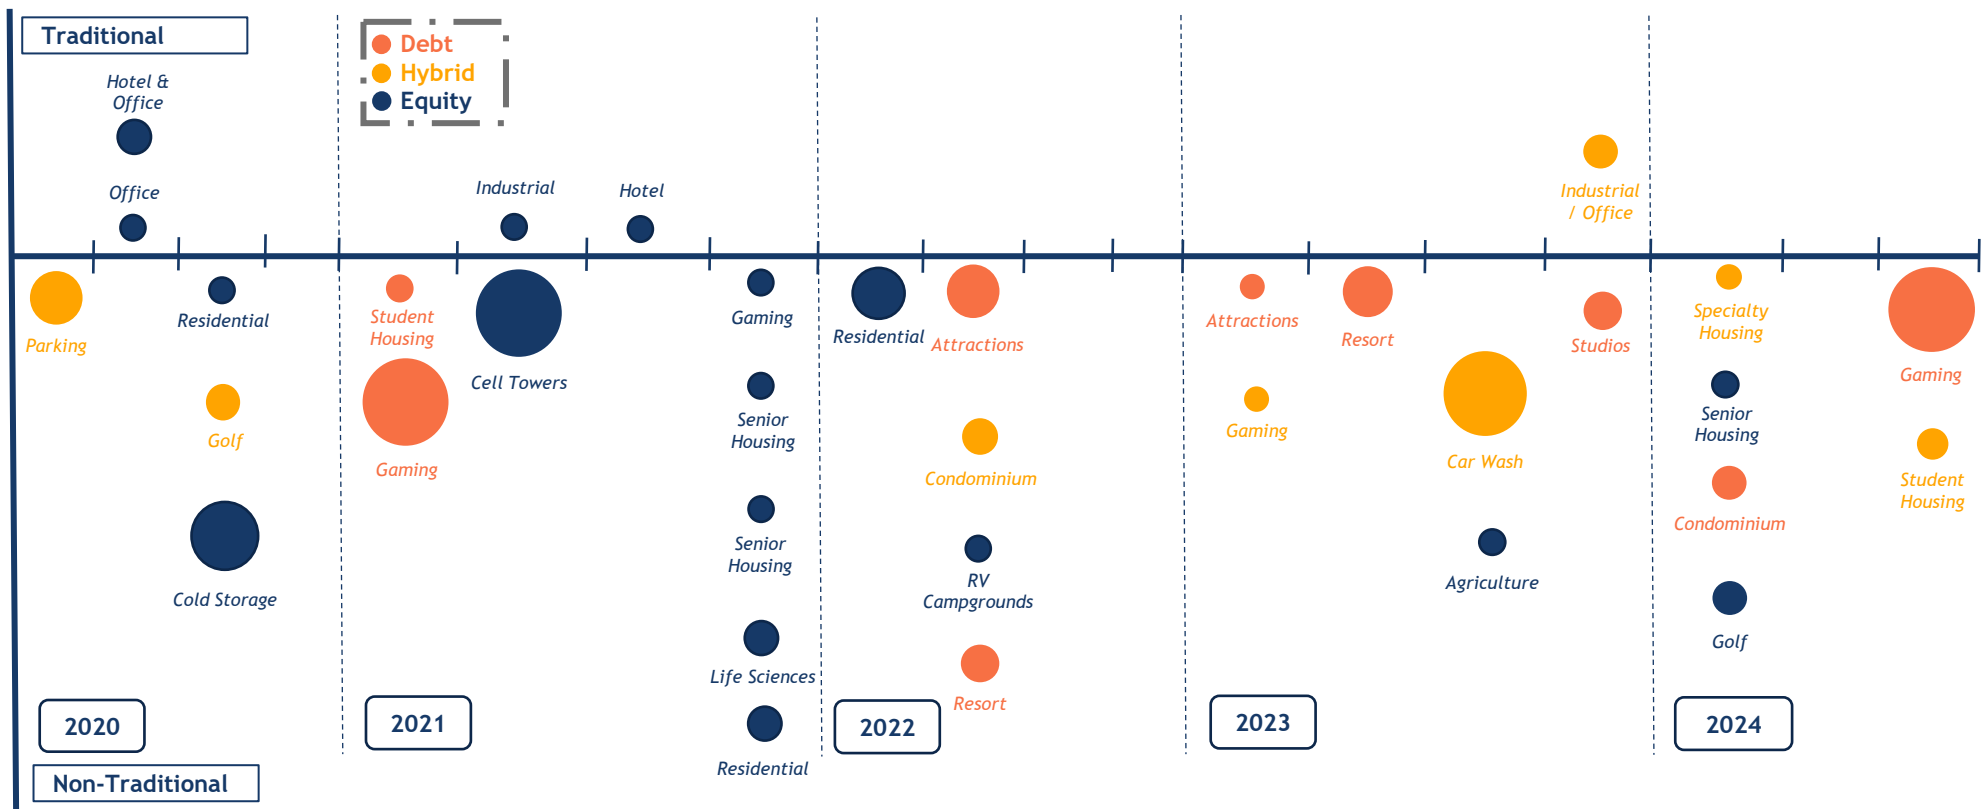 Traditional
Debt
Hybrid
Equity
Hotel &
Office
Office
Industrial
Hotel
Industrial
/ Office
Parking
Residential
Golf
Cold Storage
Student
Housing
Gaming
Cell Towers
Gaming
Senior
Housing
Senior
Housing
Life Sciences
Residential
Residential
Attractions
Condominium
RV
Campgrounds
Resort
Attractions
Gaming
Resort
Car Wash
Agriculture
Studios
Specialty
Housing
Senior
Housing
Condominium
Golf
Gaming
Student
Housing
2020
2021
2022
2023
2024
Non-Traditional